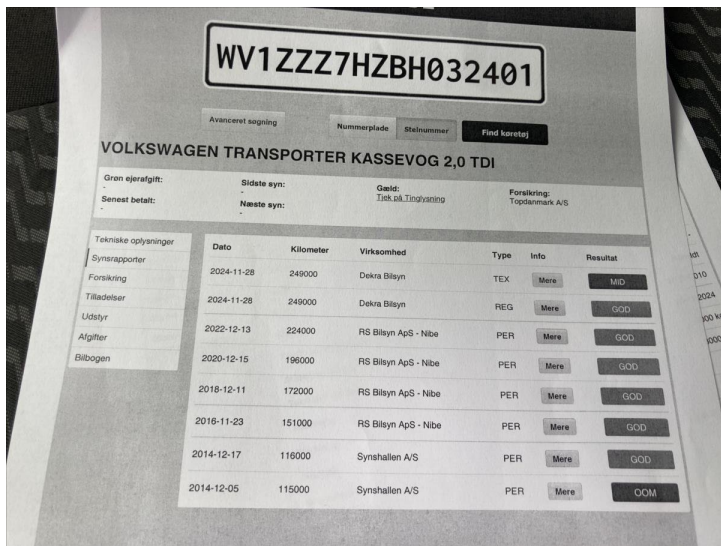 WV1ZZZ7HZBH032401
Avanceret søgning Nummerplade Stelnummer Find køretøj
VOLKSWAGEN TRANSPORTER KASSEVOG 2,0 TDI
Grøn ejerafgift: Sidste syn: Gæld: Forsikring:
- - Tjek på Tinglysning Topdanmark A/S
Senest betalt: Næste syn:
- -
Tekniske oplysninger
Synsrapporter
Forsikring
Tilladelser
Udstyr
Afgifter
Bilbogen
Dato Kilometer Virksomhed Type Info Resultat
2024-11-28 249000 Dekra Bilsyn TEX Mere MID
2024-11-28 249000 Dekra Bilsyn REG Mere GOD
2022-12-13 224000 RS Bilsyn ApS - Nibe PER Mere GOD
2020-12-15 196000 RS Bilsyn ApS - Nibe PER Mere GOD
2018-12-11 172000 RS Bilsyn ApS - Nibe PER Mere GOD
2016-11-23 151000 RS Bilsyn ApS - Nibe PER Mere GOD
2014-12-17 116000 Synshallen A/S PER Mere GOD
2014-12-05 115000 Synshallen A/S PER Mere OOM
2024